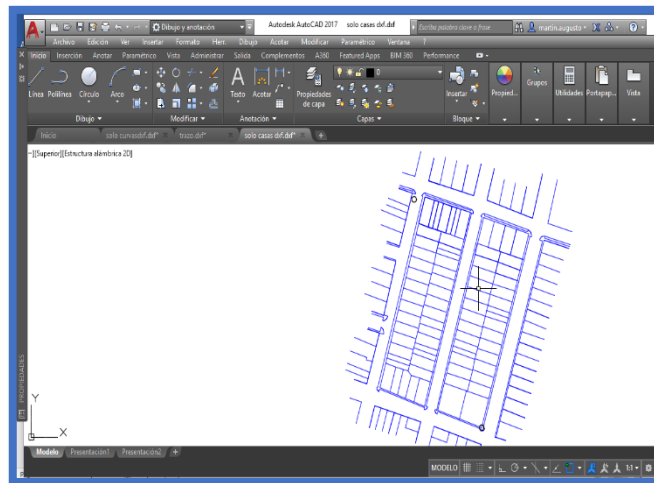 Dibujo y anotación
Autodesk AutoCAD 2017 solo casas dxf.dxf
Escriba palabra clave o frase
martin.augusto
Archivo Edición Ver Insertar Formato Herr. Dibujo Acotar Modificar Paramétrico Ventana ?
Inicio Inserción Anotar Paramétrico Vista Administrar Salida Complementos A360 Featured Apps BIM 360 Performance
Línea Polilínea Círculo Arco Texto Acotar Propiedades de capa Insertar Propied... Grupos Utilidades Portapap... Vista
Dibujo Modificar Anotación Capas Bloque
Inicio solo curvasdxf.dxf* trazo.dxf* solo casas dxf.dxf* +
[Superior][Estructura alámbrica 2D]
PROPIEDADES
Y
X
Modelo Presentación1 Presentación2 +
MODELO 1:1